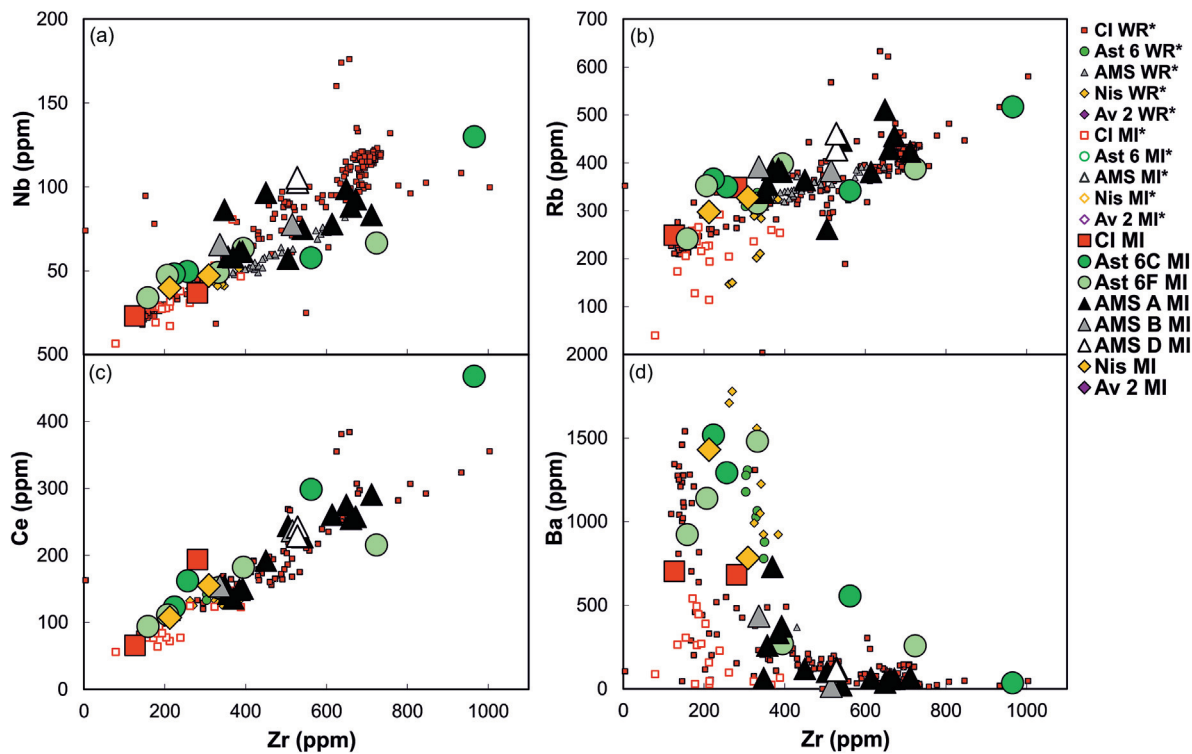 (a)
200
150
100
50
500
Nb (ppm)
(b)
700
600
500
400
300
200
100
2000
Rb (ppm)
(c)
400
300
200
100
0
Ce (ppm)
0 200 400 600 800 1000
Zr (ppm)
(d)
1500
1000
500
0
Ba (ppm)
0 200 400 600 800 1000
Zr (ppm)
CI WR*
Ast 6 WR*
AMS WR*
Nis WR*
Av 2 WR*
CI MI*
Ast 6 MI*
AMS MI*
Nis MI*
Av 2 MI*
CI MI
Ast 6C MI
Ast 6F MI
AMS A MI
AMS B MI
AMS D MI
Nis MI
Av 2 MI